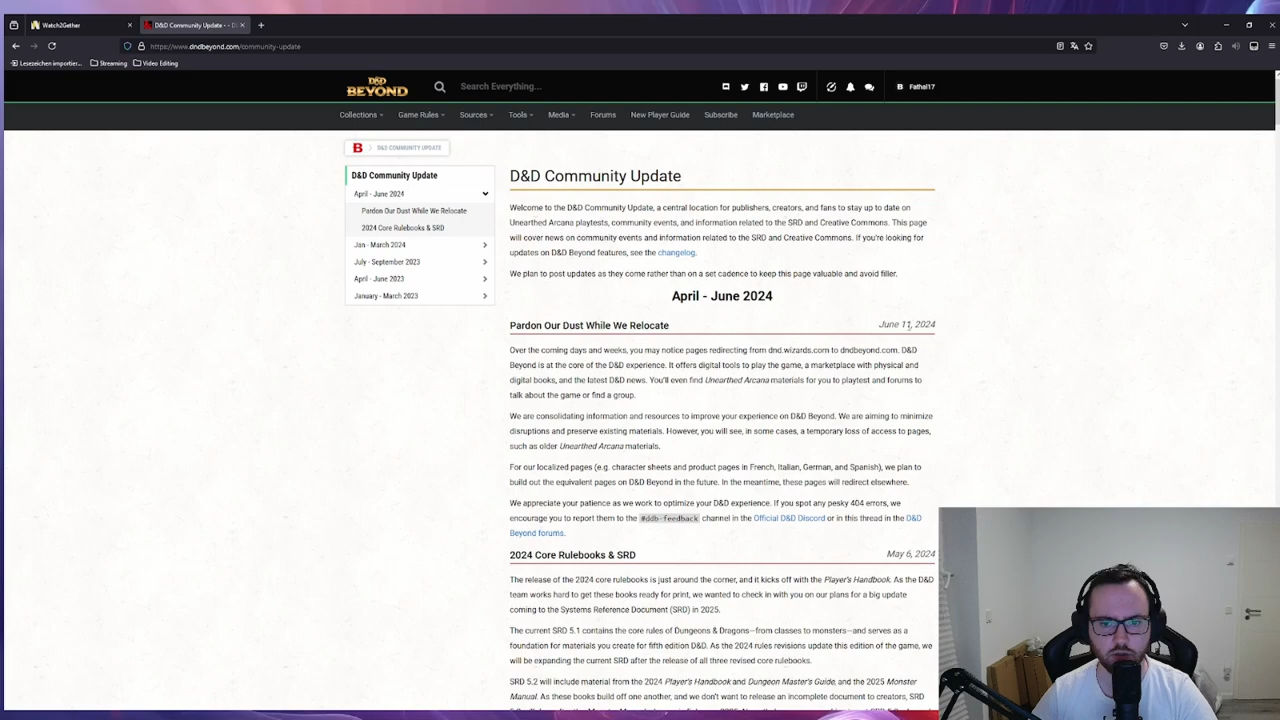 Watch2Gether
D&D Community Update - - D
https://www.dndbeyond.com/community-update
Lesezeichen importier...
Streaming
Video Editing
D&D
BEYOND
Search Everything...
Fathal17
Collections
Game Rules
Sources
Tools
Media
Forums
New Player Guide
Subscribe
Marketplace
B
D&D COMMUNITY UPDATE
D&D Community Update
April - June 2024
Pardon Our Dust While We Relocate
2024 Core Rulebooks & SRD
Jan - March 2024
July - September 2023
April - June 2023
January - March 2023
D&D Community Update
Welcome to the D&D Community Update, a central location for publishers, creators, and fans to stay up to date on
Unearthed Arcana playtests, community events, and information related to the SRD and Creative Commons. This page
will cover news on community events and information related to the SRD and Creative Commons. If you're looking for
updates on D&D Beyond features, see the changelog.
We plan to post updates as they come rather than on a set cadence to keep this page valuable and avoid filler.
April - June 2024
Pardon Our Dust While We Relocate
June 11, 2024
Over the coming days and weeks, you may notice pages redirecting from dnd.wizards.com to dndbeyond.com. D&D
Beyond is at the core of the D&D experience. It offers digital tools to play the game, a marketplace with physical and
digital books, and the latest D&D news. You'll even find Unearthed Arcana materials for you to playtest and forums to
talk about the game or find a group.
We are consolidating information and resources to improve your experience on D&D Beyond. We are aiming to minimize
disruptions and preserve existing materials. However, you will see, in some cases, a temporary loss of access to pages,
such as older Unearthed Arcana materials.
For our localized pages (e.g. character sheets and product pages in French, Italian, German, and Spanish), we plan to
build out the equivalent pages on D&D Beyond in the future. In the meantime, these pages will redirect elsewhere.
We appreciate your patience as we work to optimize your D&D experience. If you spot any pesky 404 errors, we
encourage you to report them to the #ddb-feedback channel in the Official D&D Discord or in this thread in the D&D
Beyond forums.
2024 Core Rulebooks & SRD
May 6, 2024
The release of the 2024 core rulebooks is just around the corner, and it kicks off with the Player's Handbook. As the D&D
team works hard to get these books ready for print, we wanted to check in with you on our plans for a big update
coming to the Systems Reference Document (SRD) in 2025.
The current SRD 5.1 contains the core rules of Dungeons & Dragons—from classes to monsters—and serves as a
foundation for materials you create for fifth edition D&D. As the 2024 rules revisions update this edition of the game, we
will be expanding the current SRD after the release of all three revised core rulebooks.
SRD 5.2 will include material from the 2024 Player's Handbook and Dungeon Master's Guide, and the 2025 Monster
Manual. As these books build off one another, and we don't want to release an incomplete document to creators, SRD